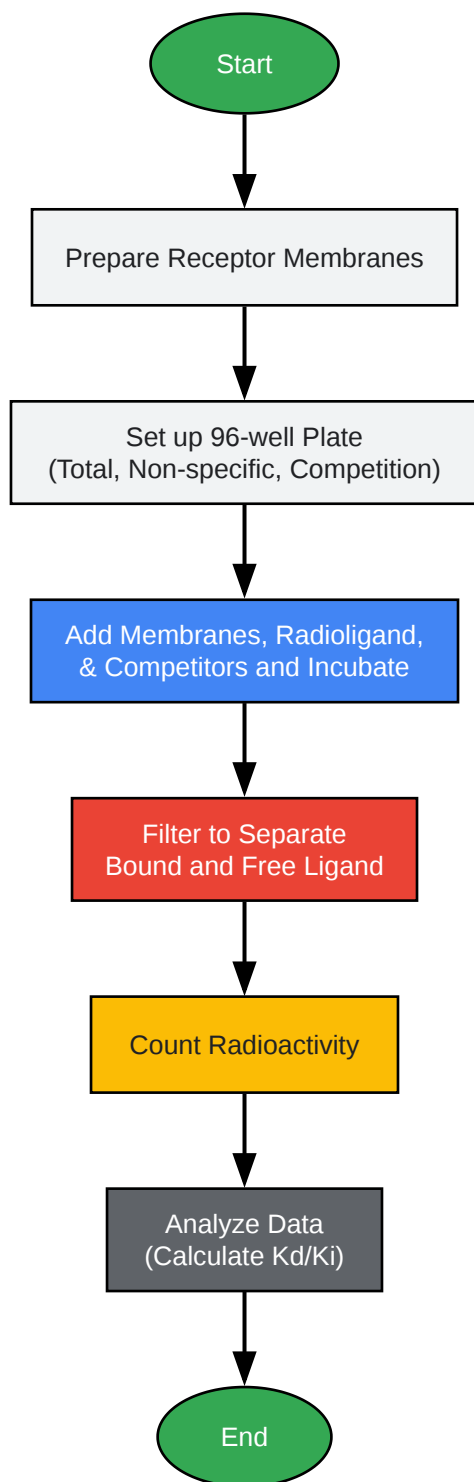 Start
Prepare Receptor Membranes
Set up 96-well Plate
(Total, Non-specific, Competition)
Add Membranes, Radioligand,
& Competitors and Incubate
Filter to Separate
Bound and Free Ligand
Count Radioactivity
Analyze Data
(Calculate Kd/Ki)
End